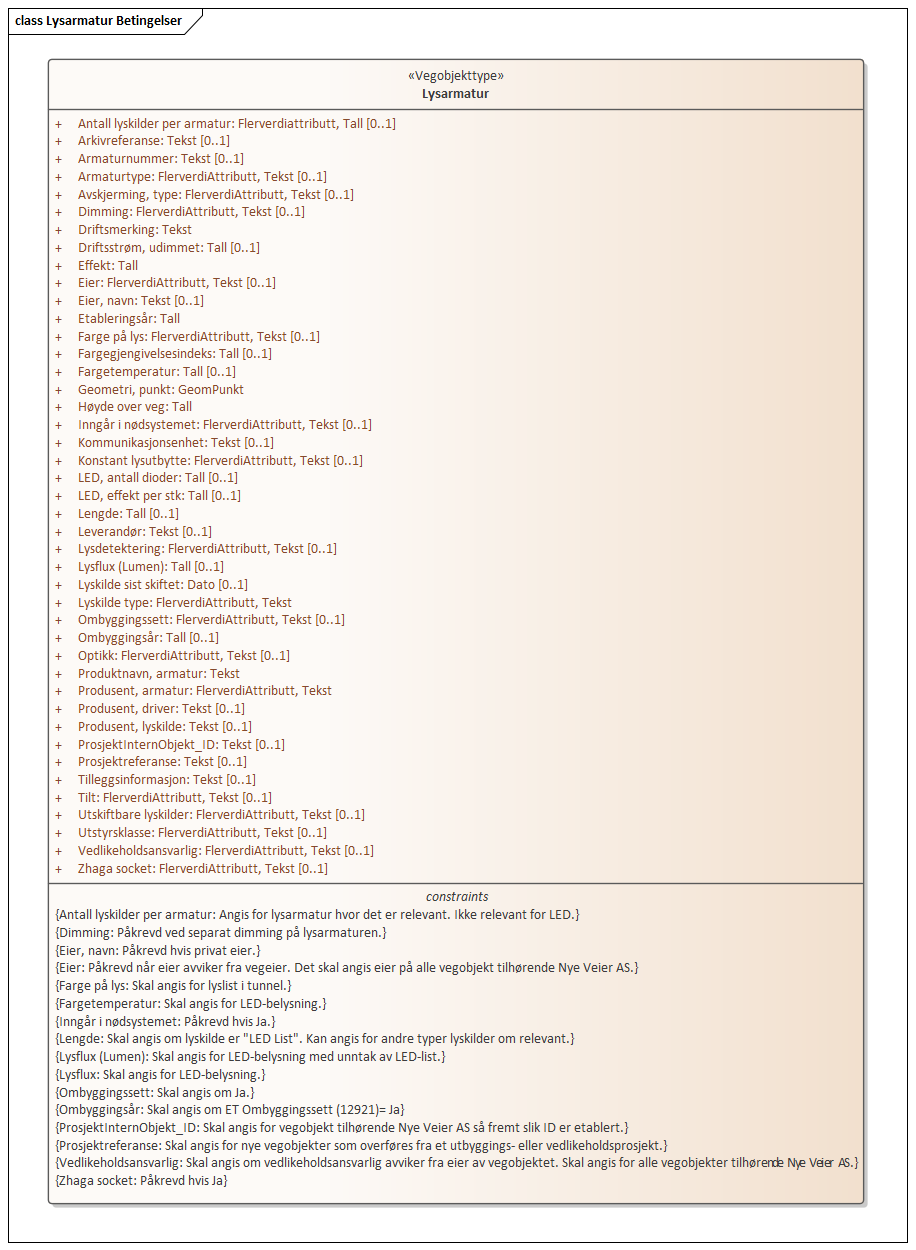 class Lysarmatur Betingelser
«Vegobjekttype»
Lysarmatur
+ Antall lyskilder per armatur: Flerverdiattributt, Tall [0..1]
+ Arkivreferanse: Tekst [0..1]
+ Armaturnummer: Tekst [0..1]
+ Armaturtype: FlerverdiAttributt, Tekst [0..1]
+ Avskjerming, type: FlerverdiAttributt, Tekst [0..1]
+ Dimming: FlerverdiAttributt, Tekst [0..1]
+ Driftsmerking: Tekst
+ Driftsstrøm, udimmet: Tall [0..1]
+ Effekt: Tall
+ Eier: FlerverdiAttributt, Tekst [0..1]
+ Eier, navn: Tekst [0..1]
+ Etableringsår: Tall
+ Farge på lys: FlerverdiAttributt, Tekst [0..1]
+ Fargegjengivelsesindeks: Tall [0..1]
+ Fargetemperatur: Tall [0..1]
+ Geometri, punkt: GeomPunkt
+ Høyde over veg: Tall
+ Inngår i nødsystemet: FlerverdiAttributt, Tekst [0..1]
+ Kommunikasjonsenhet: Tekst [0..1]
+ Konstant lysutbytte: FlerverdiAttributt, Tekst [0..1]
+ LED, antall dioder: Tall [0..1]
+ LED, effekt per stk: Tall [0..1]
+ Lengde: Tall [0..1]
+ Leverandør: Tekst [0..1]
+ Lysdetektering: FlerverdiAttributt, Tekst [0..1]
+ Lysflux (Lumen): Tall [0..1]
+ Lyskilde sist skiftet: Dato [0..1]
+ Lyskilde type: FlerverdiAttributt, Tekst
+ Ombyggingssett: FlerverdiAttributt, Tekst [0..1]
+ Ombyggingsår: Tall [0..1]
+ Optikk: FlerverdiAttributt, Tekst [0..1]
+ Produktnavn, armatur: Tekst
+ Produsent, armatur: FlerverdiAttributt, Tekst
+ Produsent, driver: Tekst [0..1]
+ Produsent, lyskilde: Tekst [0..1]
+ ProsjektInternObjekt_ID: Tekst [0..1]
+ Prosjektreferanse: Tekst [0..1]
+ Tilleggsinformasjon: Tekst [0..1]
+ Tilt: FlerverdiAttributt, Tekst [0..1]
+ Utskiftbare lyskilder: FlerverdiAttributt, Tekst [0..1]
+ Utstyrsklasse: FlerverdiAttributt, Tekst [0..1]
+ Vedlikeholdsansvarlig: FlerverdiAttributt, Tekst [0..1]
+ Zhaga socket: FlerverdiAttributt, Tekst [0..1]
constraints
{Antall lyskilder per armatur: Angis for lysarmatur hvor det er relevant. Ikke relevant for LED.}
{Dimming: Påkrevd ved separat dimming på lysarmaturen.}
{Eier, navn: Påkrevd hvis privat eier.}
{Eier: Påkrevd når eier avviker fra vegeier. Det skal angis eier på alle vegobjekt tilhørende Nye Veier AS.}
{Farge på lys: Skal angis for lyslist i tunnel.}
{Fargetemperatur: Skal angis for LED-belysning.}
{Inngår i nødsystemet: Påkrevd hvis Ja.}
{Lengde: Skal angis om lyskilde er "LED List". Kan angis for andre typer lyskilder om relevant.}
{Lysflux (Lumen): Skal angis for LED-belysning med unntak av LED-list.}
{Lysflux: Skal angis for LED-belysning.}
{Ombyggingssett: Skal angis om Ja.}
{Ombyggingsår: Skal angis om ET Ombyggingssett (12921)= Ja}
{ProsjektInternObjekt_ID: Skal angis for vegobjekt tilhørende Nye Veier AS så fremt slik ID er etablert.}
{Prosjektreferanse: Skal angis for nye vegobjekter som overføres fra et utbyggings- eller vedlikeholdsprosjekt.}
{Vedlikeholdsansvarlig: Skal angis om vedlikeholdsansvarlig avviker fra eier av vegobjektet. Skal angis for alle vegobjekter tilhørende Nye Veier AS.}
{Zhaga socket: Påkrevd hvis Ja}